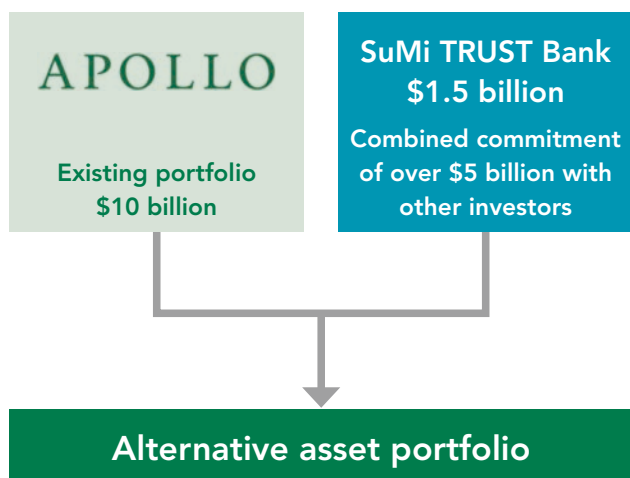 APOLLO
Existing portfolio
$10 billion
SuMi TRUST Bank
$1.5 billion
Combined commitment
of over $5 billion with
other investors
Alternative asset portfolio